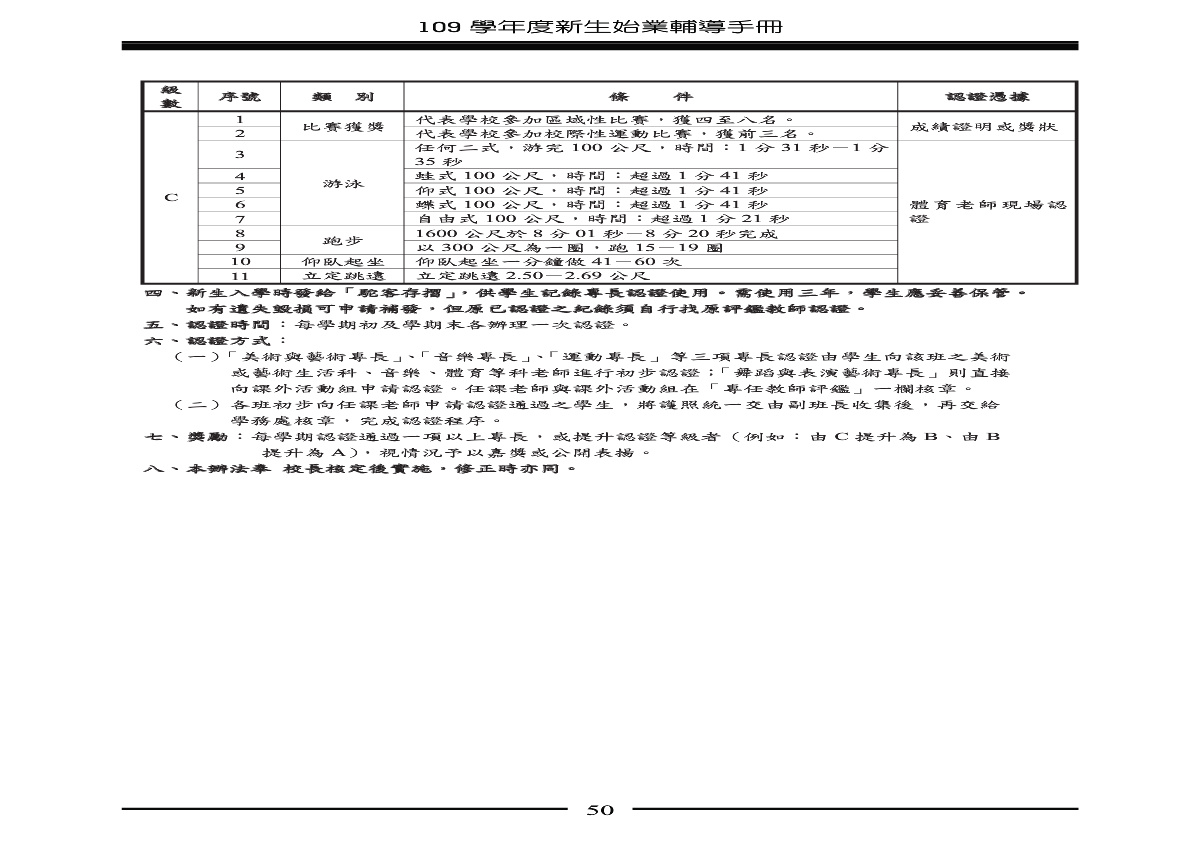 109 學年度新生始業輔導手冊
級數 序號 類 別 條 件 認證憑據
C
1 比賽獲獎 代表學校參加區域性比賽，獲四至八名。 成績證明或獎狀
2 代表學校參加校際性運動比賽，獲前三名。
3 游泳 任何二式，游完 100 公尺，時間：1 分 31 秒－1 分
35 秒
4 蛙式 100 公尺，時間：超過 1 分 41 秒
5 仰式 100 公尺，時間：超過 1 分 41 秒
6 蝶式 100 公尺，時間：超過 1 分 41 秒 體育老師現場認
7 自由式 100 公尺，時間：超過 1 分 21 秒 證
8 跑步 1600 公尺於 8 分 01 秒－8 分 20 秒完成
9 以 300 公尺為一圈，跑 15－19 圈
10 仰臥起坐 仰臥起坐一分鐘做 41－60 次
11 立定跳遠 立定跳遠 2.50－2.69 公尺
四、新生入學時發給「駝客存摺」，供學生記錄專長認證使用。需使用三年，學生應妥善保管。
如有遺失毀損可申請補發，但原已認證之紀錄須自行找原評鑑教師認證。
五、認證時間：每學期初及學期末各辦理一次認證。
六、認證方式：
（一）「美術與藝術專長」、「音樂專長」、「運動專長」等三項專長認證由學生向該班之美術
或藝術生活科、音樂、體育等科老師進行初步認證；「舞蹈與表演藝術專長」則直接
向課外活動組申請認證。任課老師與課外活動組在「專任教師評鑑」一欄核章。
（二）各班初步向任課老師申請認證通過之學生，將護照統一交由副班長收集後，再交給
學務處核章，完成認證程序。
七、獎勵：每學期認證通過一項以上專長，或提升認證等級者（例如：由 C 提升為 B、由 B
提升為 A），視情況予以嘉獎或公開表揚。
八、本辦法奉 校長核定後實施，修正時亦同。
50